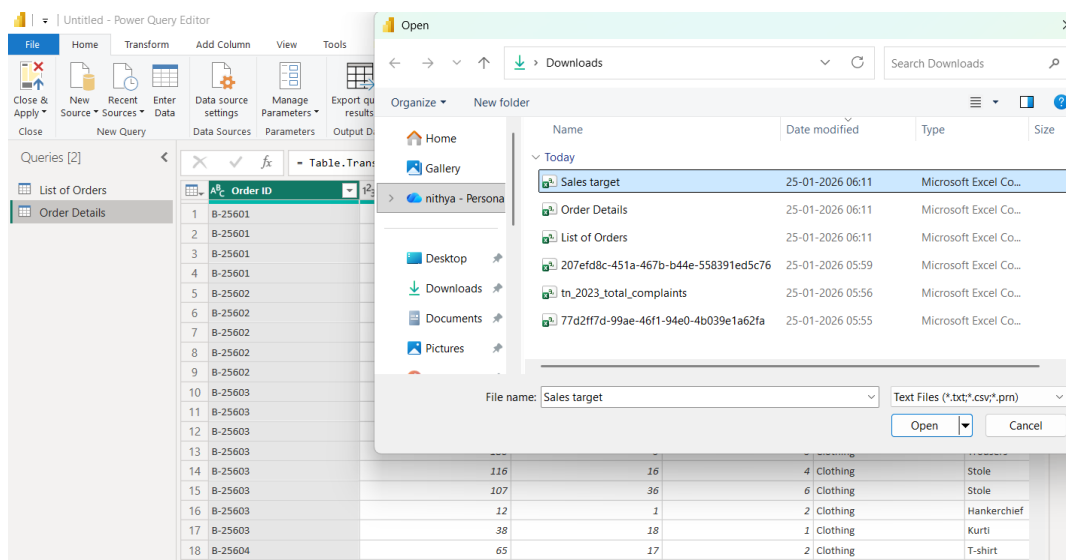 Untitled - Power Query Editor
File Home Transform Add Column View Tools
Close & Apply
New Source
Recent Sources
Enter Data
Data source settings
Manage Parameters
Export qu
results
Close
New Query
Data Sources
Parameters
Output D
Queries [2]
List of Orders
Order Details
fx
= Table.Trans
ABC Order ID
123
1 B-25601
2 B-25601
3 B-25601
4 B-25601
5 B-25602
6 B-25602
7 B-25602
8 B-25602
9 B-25602
10 B-25603
11 B-25603
12 B-25603
13 B-25603
14 B-25603 116 16 4 Clothing Stole
15 B-25603 107 36 6 Clothing Stole
16 B-25603 12 1 2 Clothing Hankerchief
17 B-25603 38 18 1 Clothing Kurti
18 B-25604 65 17 2 Clothing T-shirt
Open
Downloads
Search Downloads
Organize New folder
Home
Gallery
nithya - Persona
Desktop
Downloads
Documents
Pictures
Name Date modified Type Size
Today
Sales target 25-01-2026 06:11 Microsoft Excel Co...
Order Details 25-01-2026 06:11 Microsoft Excel Co...
List of Orders 25-01-2026 06:11 Microsoft Excel Co...
207efd8c-451a-467b-b44e-558391ed5c76 25-01-2026 05:59 Microsoft Excel Co...
tn_2023_total_complaints 25-01-2026 05:56 Microsoft Excel Co...
77d2ff7d-99ae-46f1-94e0-4b039e1a62fa 25-01-2026 05:55 Microsoft Excel Co...
File name: Sales target
Text Files (*.txt;*.csv;*.prn)
Open Cancel